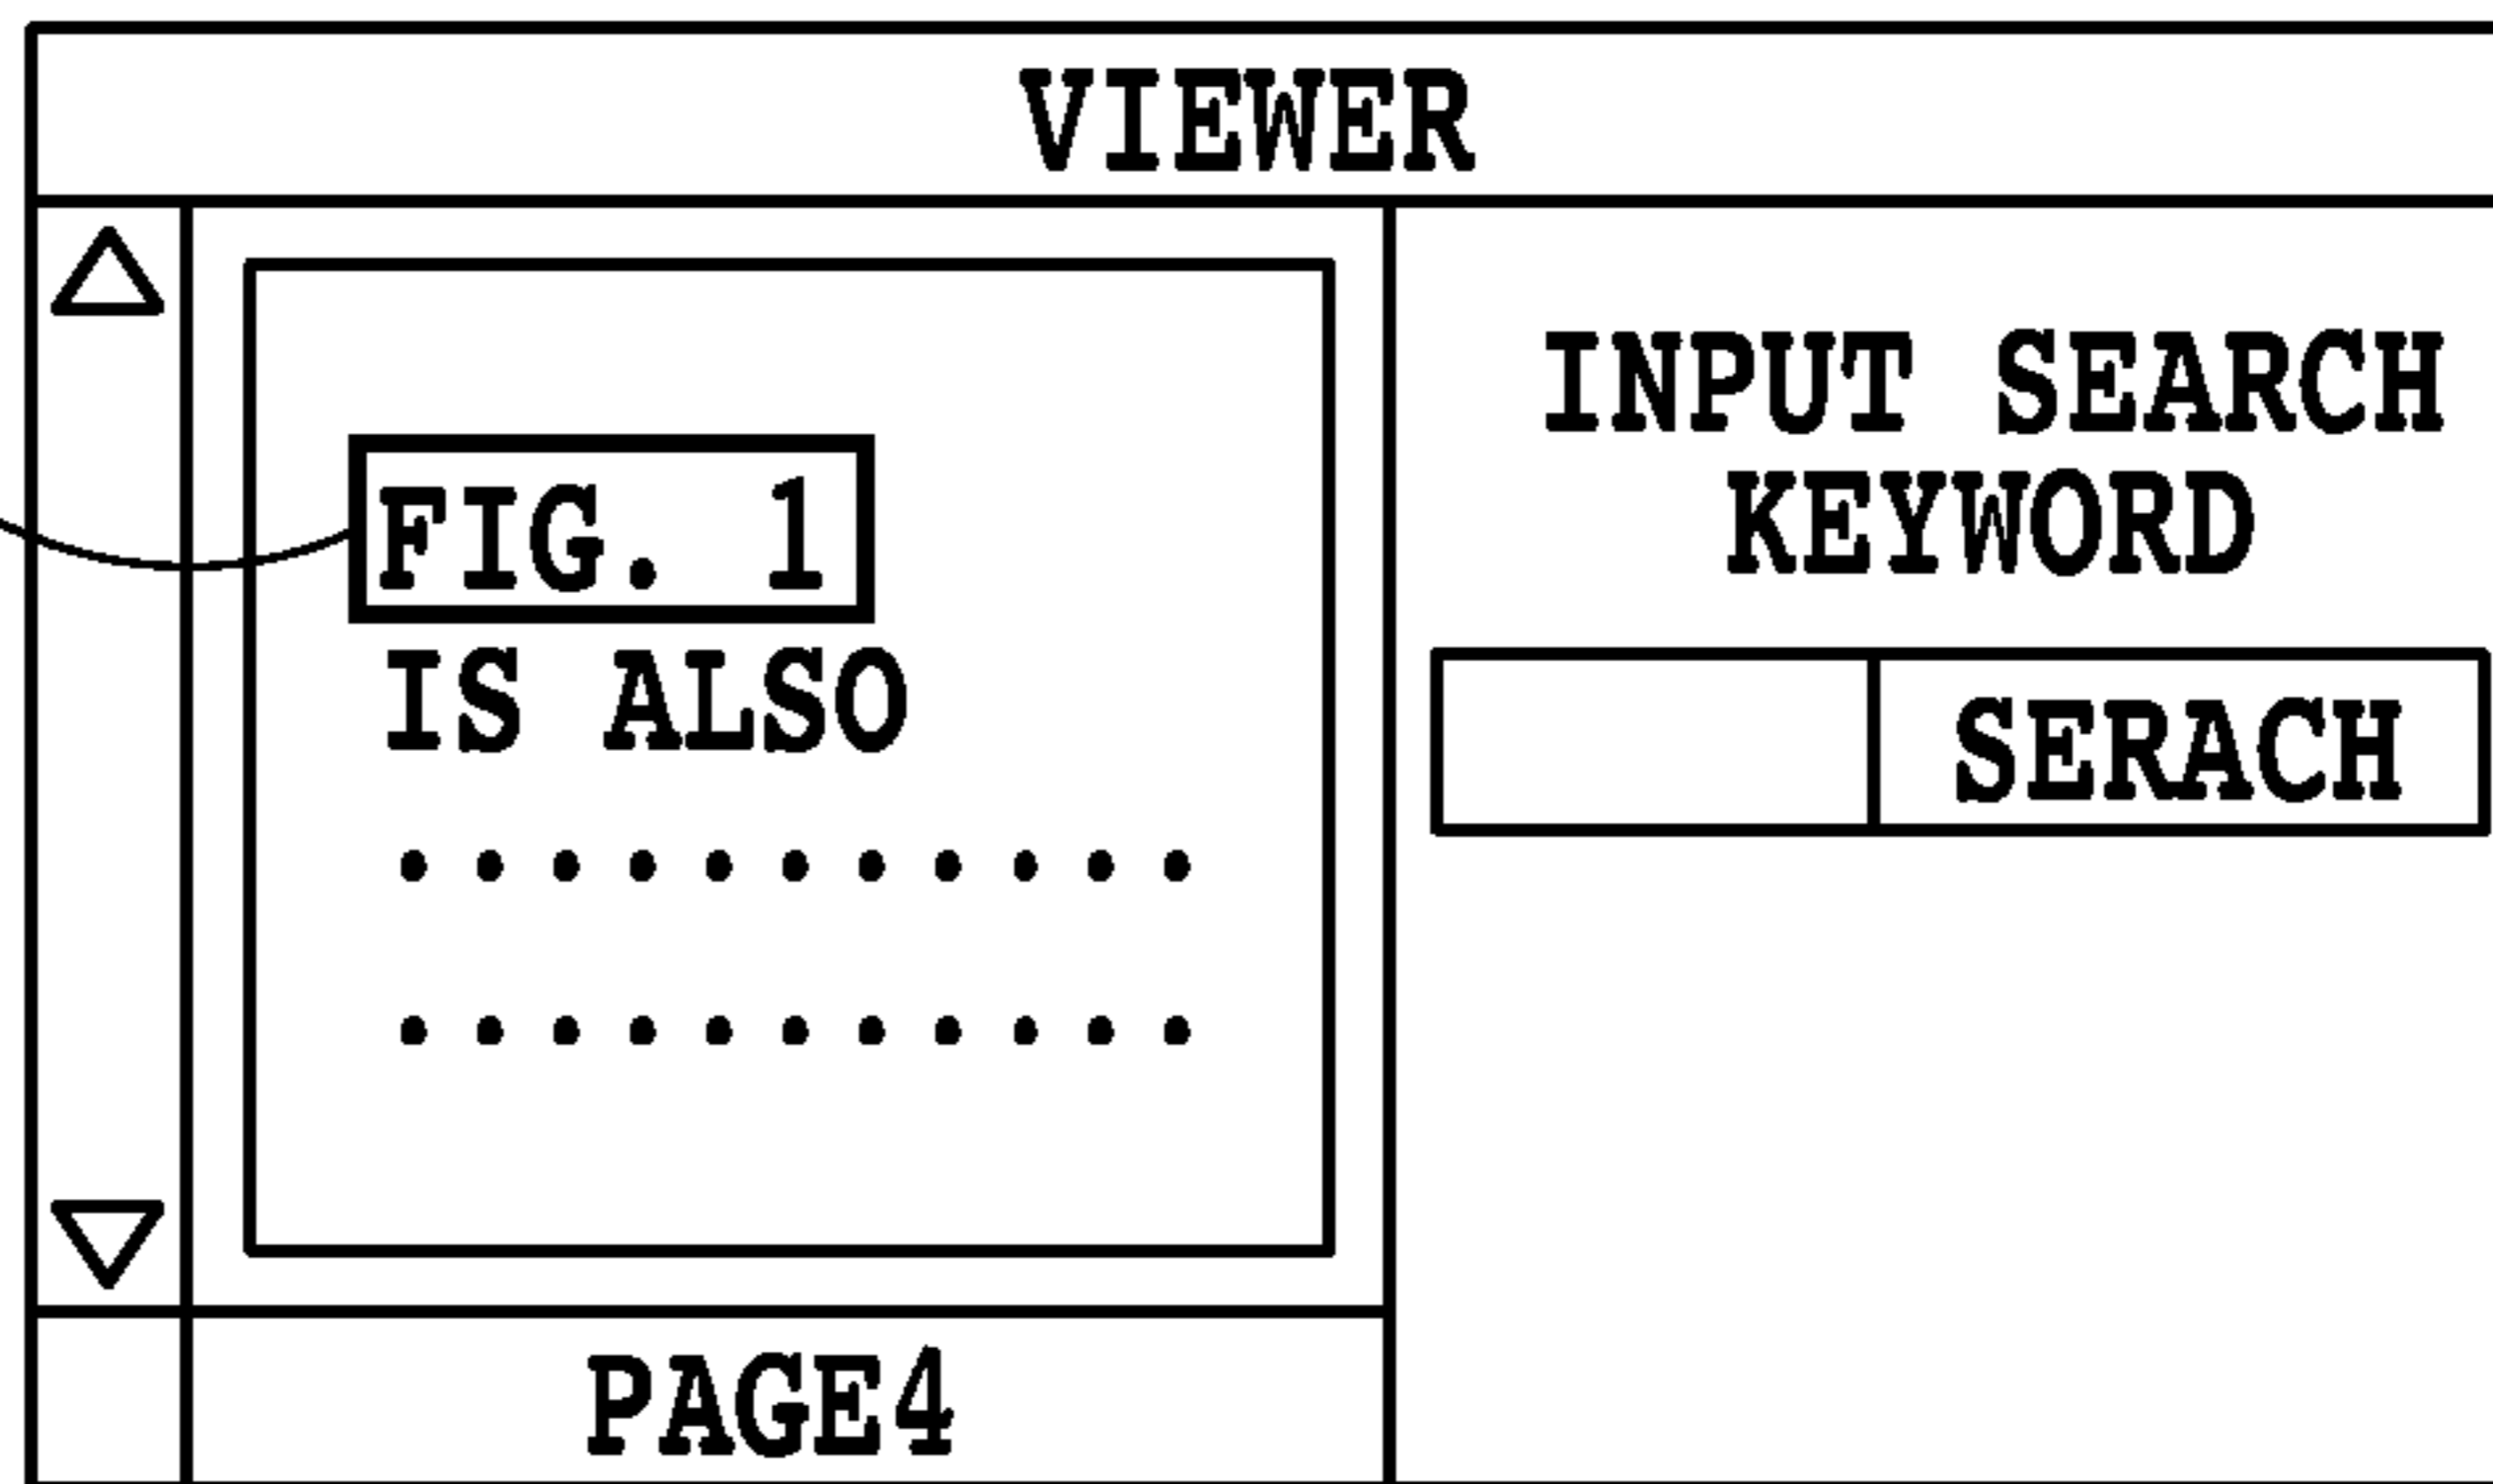 VIEWER
FIG. 1
IS ALSO
. . . . . . . . . . .
. . . . . . . . . . .
PAGE4
INPUT SEARCH
KEYWORD
SERACH